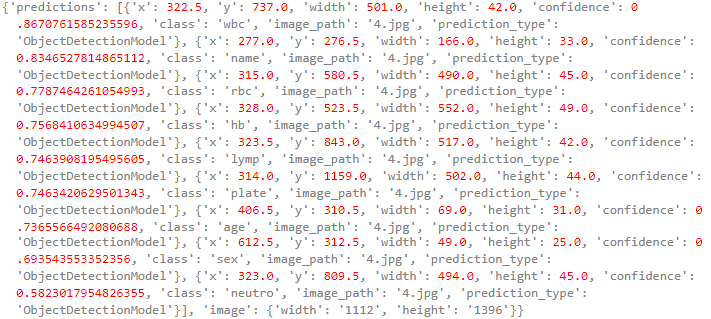 {'predictions': [{'x': 322.5, 'y': 737.0, 'width': 501.0, 'height': 42.0, 'confidence': 0
.8670761585235596, 'class': 'wbc', 'image_path': '4.jpg', 'prediction_type':
'ObjectDetectionModel'}, {'x': 277.0, 'y': 276.5, 'width': 166.0, 'height': 33.0, 'confidence':
0.8346527814865112, 'class': 'name', 'image_path': '4.jpg', 'prediction_type':
'ObjectDetectionModel'}, {'x': 315.0, 'y': 580.5, 'width': 490.0, 'height': 45.0, 'confidence':
0.7787464261054993, 'class': 'rbc', 'image_path': '4.jpg', 'prediction_type':
'ObjectDetectionModel'}, {'x': 328.0, 'y': 523.5, 'width': 552.0, 'height': 49.0, 'confidence':
0.7568410634994507, 'class': 'hb', 'image_path': '4.jpg', 'prediction_type':
'ObjectDetectionModel'}, {'x': 323.5, 'y': 843.0, 'width': 517.0, 'height': 42.0, 'confidence':
0.7463908195495605, 'class': 'lymp', 'image_path': '4.jpg', 'prediction_type':
'ObjectDetectionModel'}, {'x': 314.0, 'y': 1159.0, 'width': 502.0, 'height': 44.0, 'confidence':
0.7463420629501343, 'class': 'plate', 'image_path': '4.jpg', 'prediction_type':
'ObjectDetectionModel'}, {'x': 406.5, 'y': 310.5, 'width': 69.0, 'height': 31.0, 'confidence': 0
.7365566492080688, 'class': 'age', 'image_path': '4.jpg', 'prediction_type':
'ObjectDetectionModel'}, {'x': 612.5, 'y': 312.5, 'width': 49.0, 'height': 25.0, 'confidence': 0
.693543553352356, 'class': 'sex', 'image_path': '4.jpg', 'prediction_type':
'ObjectDetectionModel'}, {'x': 323.0, 'y': 809.5, 'width': 494.0, 'height': 45.0, 'confidence':
0.5823017954826355, 'class': 'neutro', 'image_path': '4.jpg', 'prediction_type':
'ObjectDetectionModel'}], 'image': {'width': '1112', 'height': '1396'}}